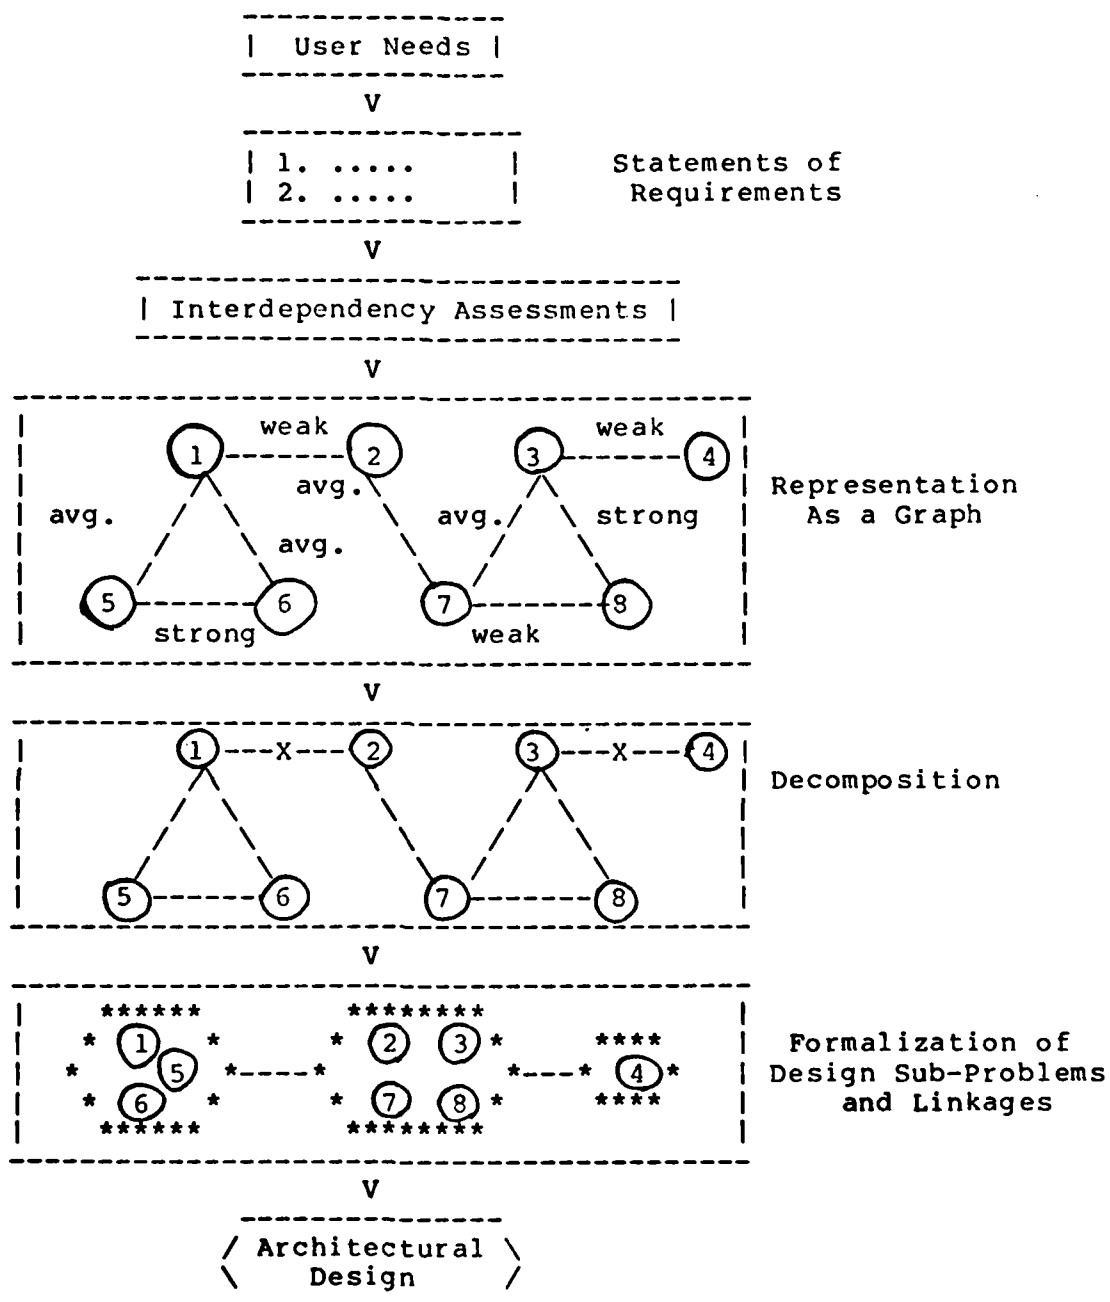 User Needs
V
1. .....
2. .....
Statements of
Requirements
V
Interdependency Assessments
V
weak
weak
1
2
3
4
avg.
Representation
As a Graph
avg.
avg.
strong
avg.
5
6
7
8
strong
weak
V
1 ---X--- 2
3 ---X--- 4
Decomposition
5
6
7
8
V
****** ******** ****
* 1 * * 2 3 *
5
4
* 6 * * 7 8 *
****** ******** ****
Formalization of
Design Sub-Problems
and Linkages
V
Architectural
Design